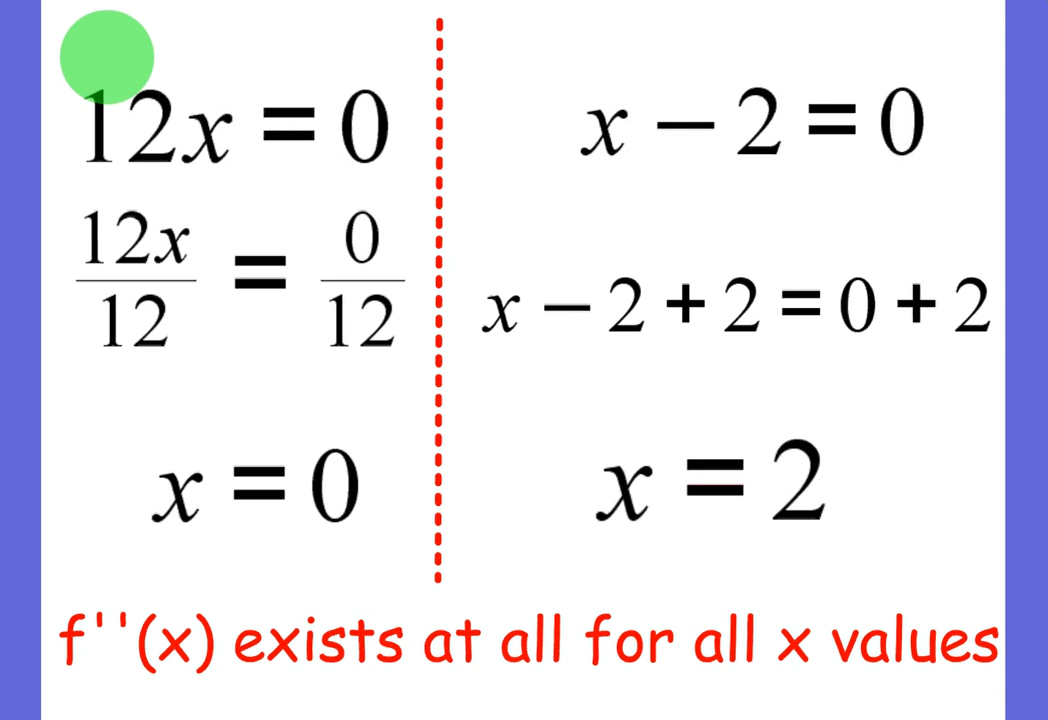 12x = 0
12x/12 = 0/12
x = 0
x − 2 = 0
x − 2 + 2 = 0 + 2
x = 2
f''(x) exists at all for all x values